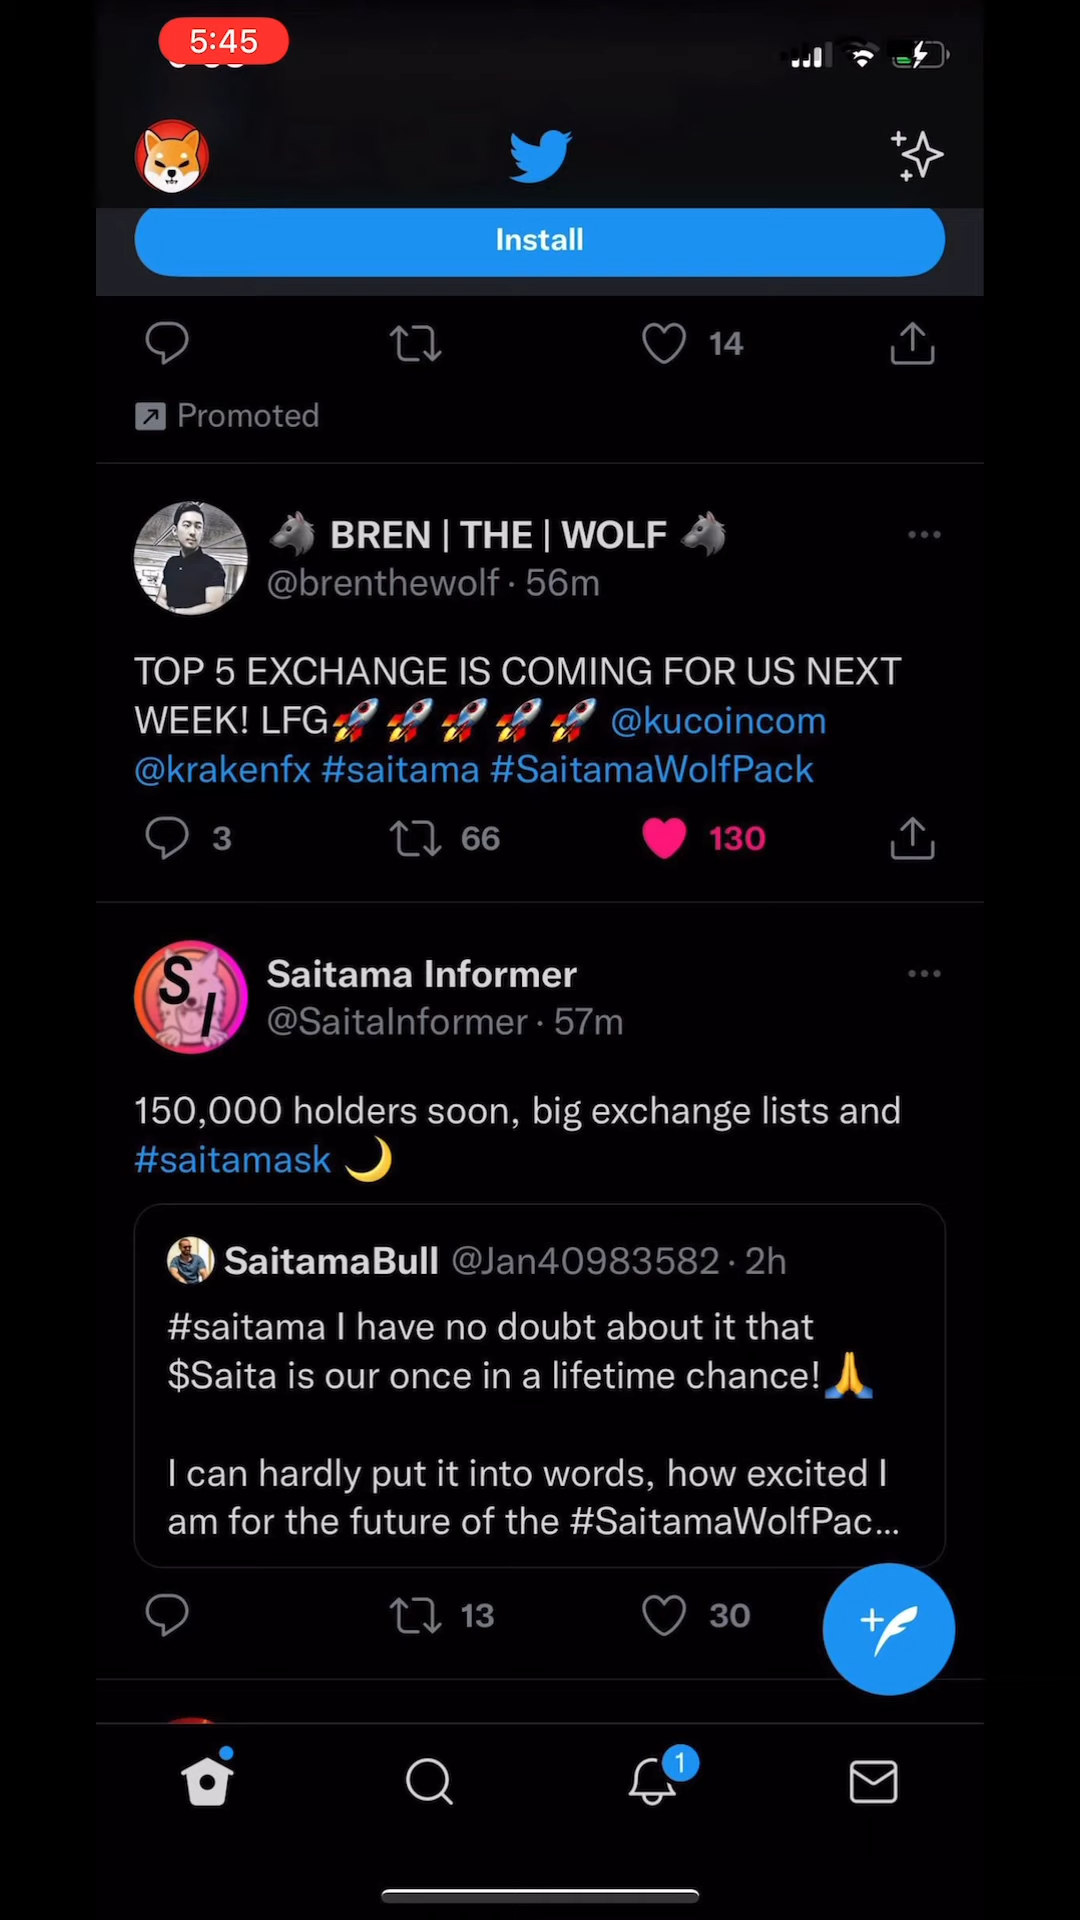 5:45
Install
14
Promoted
BREN | THE | WOLF
@brenthewolf · 56m
TOP 5 EXCHANGE IS COMING FOR US NEXT
WEEK! LFG🚀🚀🚀🚀🚀 @kucoincom
@krakenfx #saitama #SaitamaWolfPack
3 66 130
S I
Saitama Informer
@SaitaInformer · 57m
150,000 holders soon, big exchange lists and
#saitamask 🌙
SaitamaBull @Jan40983582 · 2h
#saitama I have no doubt about it that
$Saita is our once in a lifetime chance!🙏
I can hardly put it into words, how excited I
am for the future of the #SaitamaWolfPac...
13 30
1